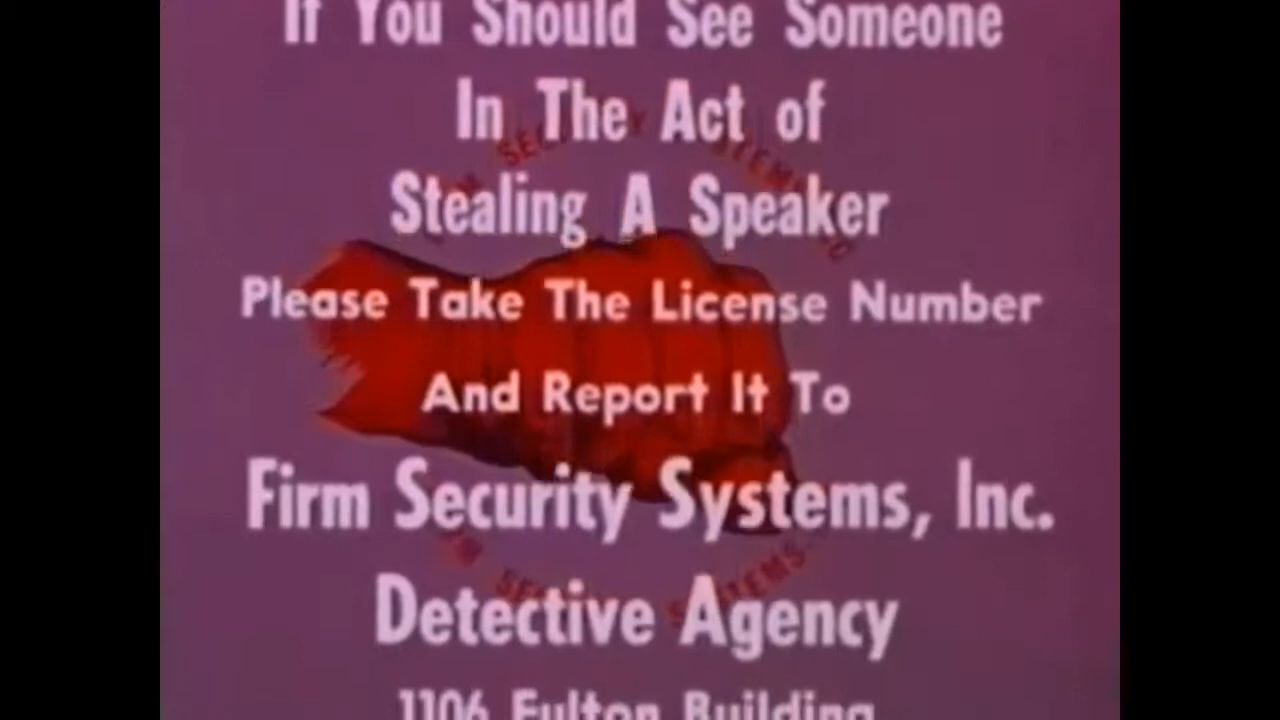 If You Should See Someone
In The Act of
Stealing A Speaker
Please Take The License Number
And Report It To
Firm Security Systems, Inc.
Detective Agency
1106 Fulton Building